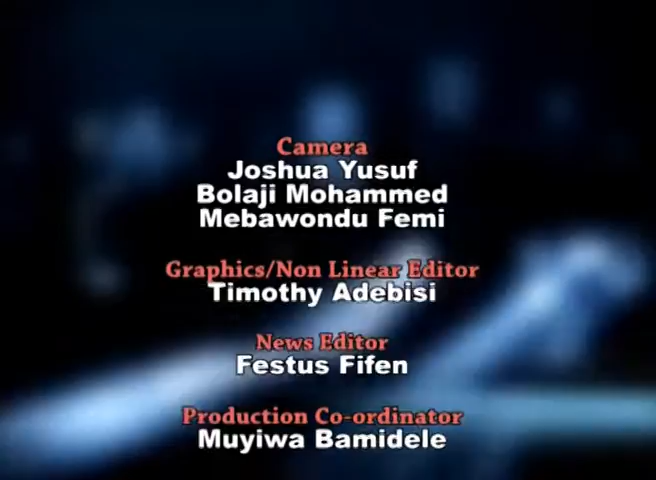 Camera
Joshua Yusuf
Bolaji Mohammed
Mebawondu Femi
Graphics/Non Linear Editor
Timothy Adebisi
News Editor
Festus Fifen
Production Co-ordinator
Muyiwa Bamidele